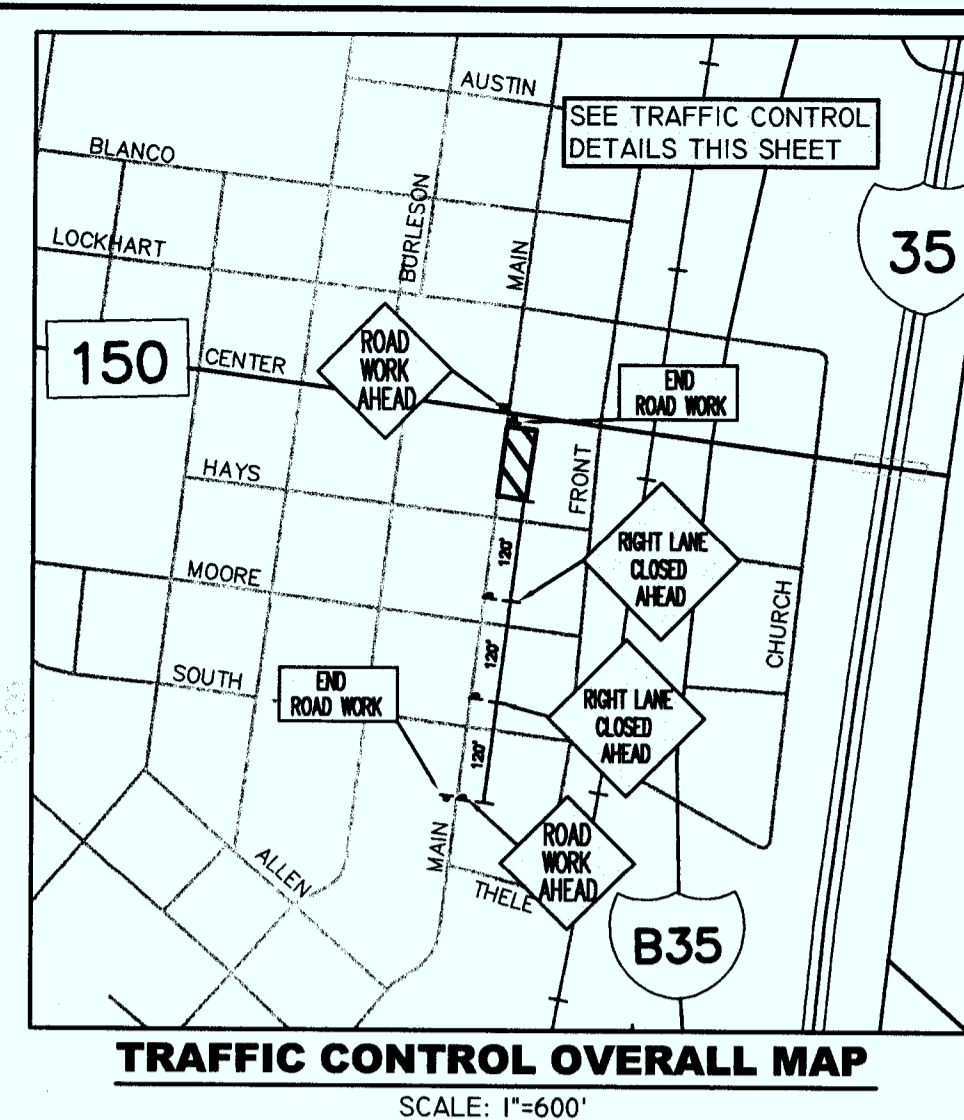 AUSTIN
SEE TRAFFIC CONTROL
DETAILS THIS SHEET
BLANCO
BURLESON
LOCKHART
MAIN
35
150
CENTER
ROAD
WORK
AHEAD
END
ROAD WORK
HAYS
FRONT
120'
RIGHT LANE
CLOSED
AHEAD
MOORE
CHURCH
120'
SOUTH
END
ROAD WORK
RIGHT LANE
CLOSED
AHEAD
120'
MAIN
ROAD
WORK
AHEAD
ALLEN
THELE
B35
TRAFFIC CONTROL OVERALL MAP
SCALE: 1"=600'